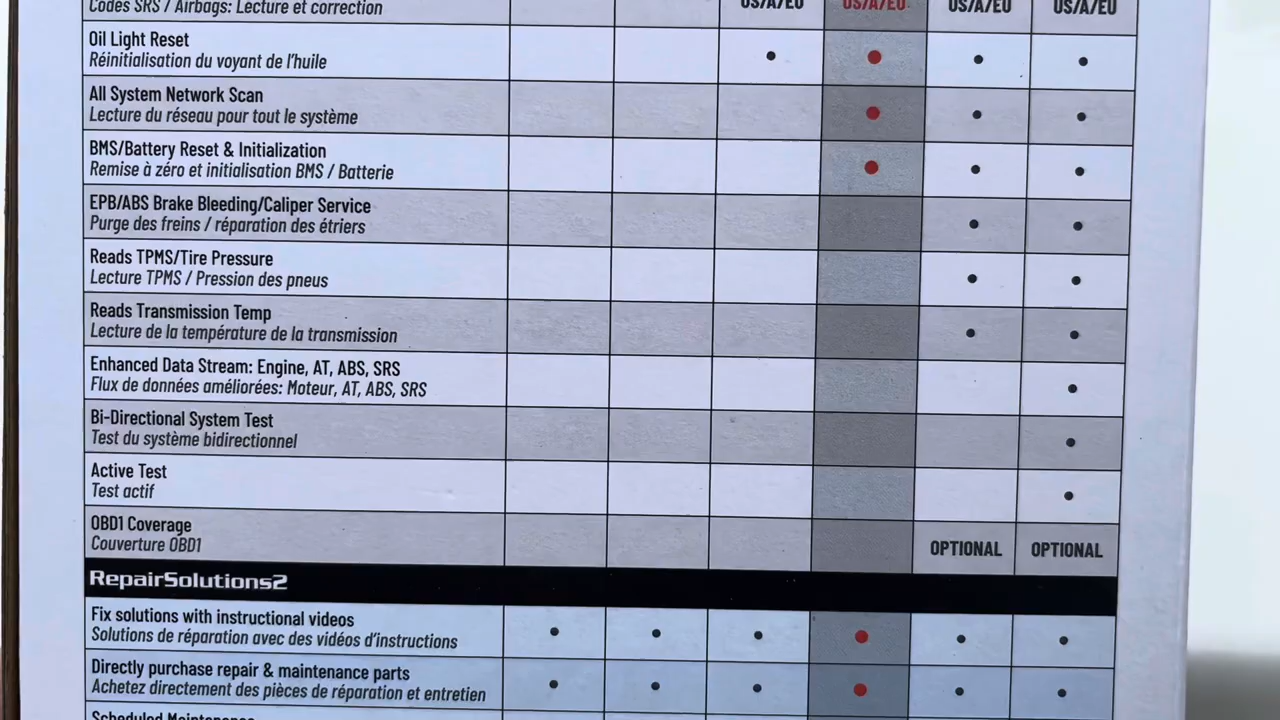 Codes SRS / Airbags: Lecture et correction
US/A/EU US/A/EU US/A/EU US/A/EU
Oil Light Reset
Réinitialisation du voyant de l'huile
All System Network Scan
Lecture du réseau pour tout le système
BMS/Battery Reset & Initialization
Remise à zéro et initialisation BMS / Batterie
EPB/ABS Brake Bleeding/Caliper Service
Purge des freins / réparation des étriers
Reads TPMS/Tire Pressure
Lecture TPMS / Pression des pneus
Reads Transmission Temp
Lecture de la température de la transmission
Enhanced Data Stream: Engine, AT, ABS, SRS
Flux de données améliorées: Moteur, AT, ABS, SRS
Bi-Directional System Test
Test du système bidirectionnel
Active Test
Test actif
OBD1 Coverage
Couverture OBD1
OPTIONAL OPTIONAL
RepairSolutions2
Fix solutions with instructional videos
Solutions de réparation avec des vidéos d'instructions
Directly purchase repair & maintenance parts
Achetez directement des pièces de réparation et entretien
Scheduled Maintenance